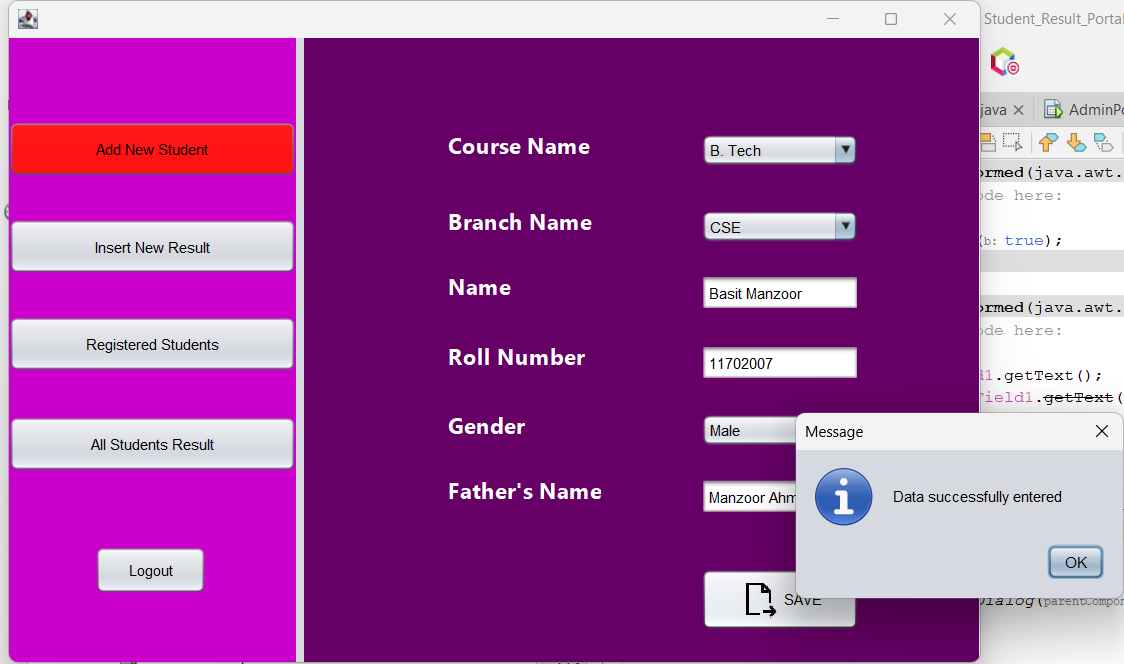 Student_Result_Porta
java
AdminPo
Add New Student
Insert New Result
Registered Students
All Students Result
Logout
Course Name
B. Tech
Branch Name
CSE
Name
Basit Manzoor
Roll Number
11702007
Gender
Male
Father's Name
Manzoor Ahm
SAVE
Message
Data successfully entered
OK
ormed(java.awt.
ode here:
(b: true);
ormed(java.awt.
ode here:
d1.getText();
Field1.getText(
Dialog(parentCompon